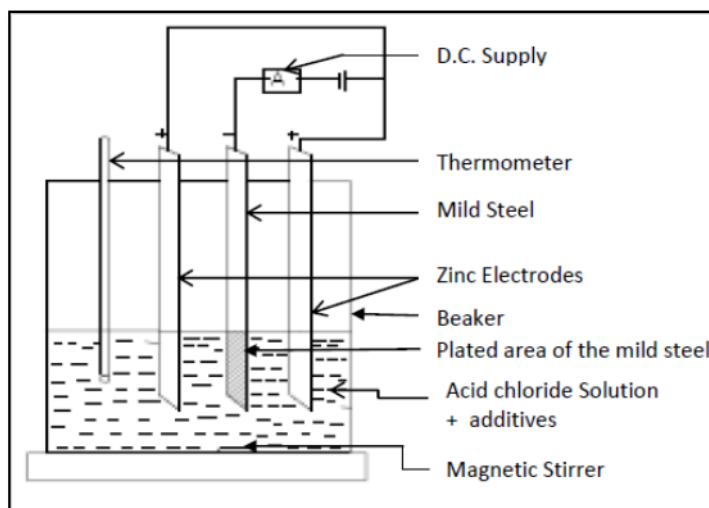 D.C. Supply
A
+ − +
Thermometer
Mild Steel
Zinc Electrodes
Beaker
Plated area of the mild steel
Acid chloride Solution
+ additives
Magnetic Stirrer